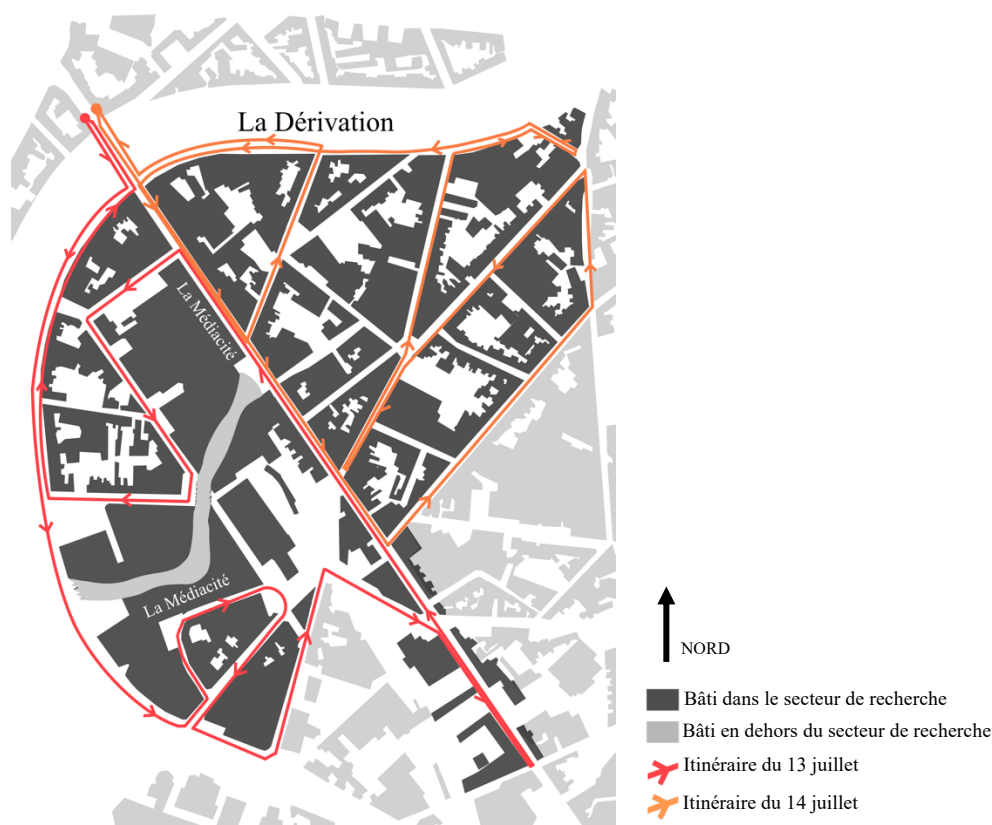 La Dérivation
La Médiacité
La Médiacité
NORD
Bâti dans le secteur de recherche
Bâti en dehors du secteur de recherche
Itinéraire du 13 juillet
Itinéraire du 14 juillet